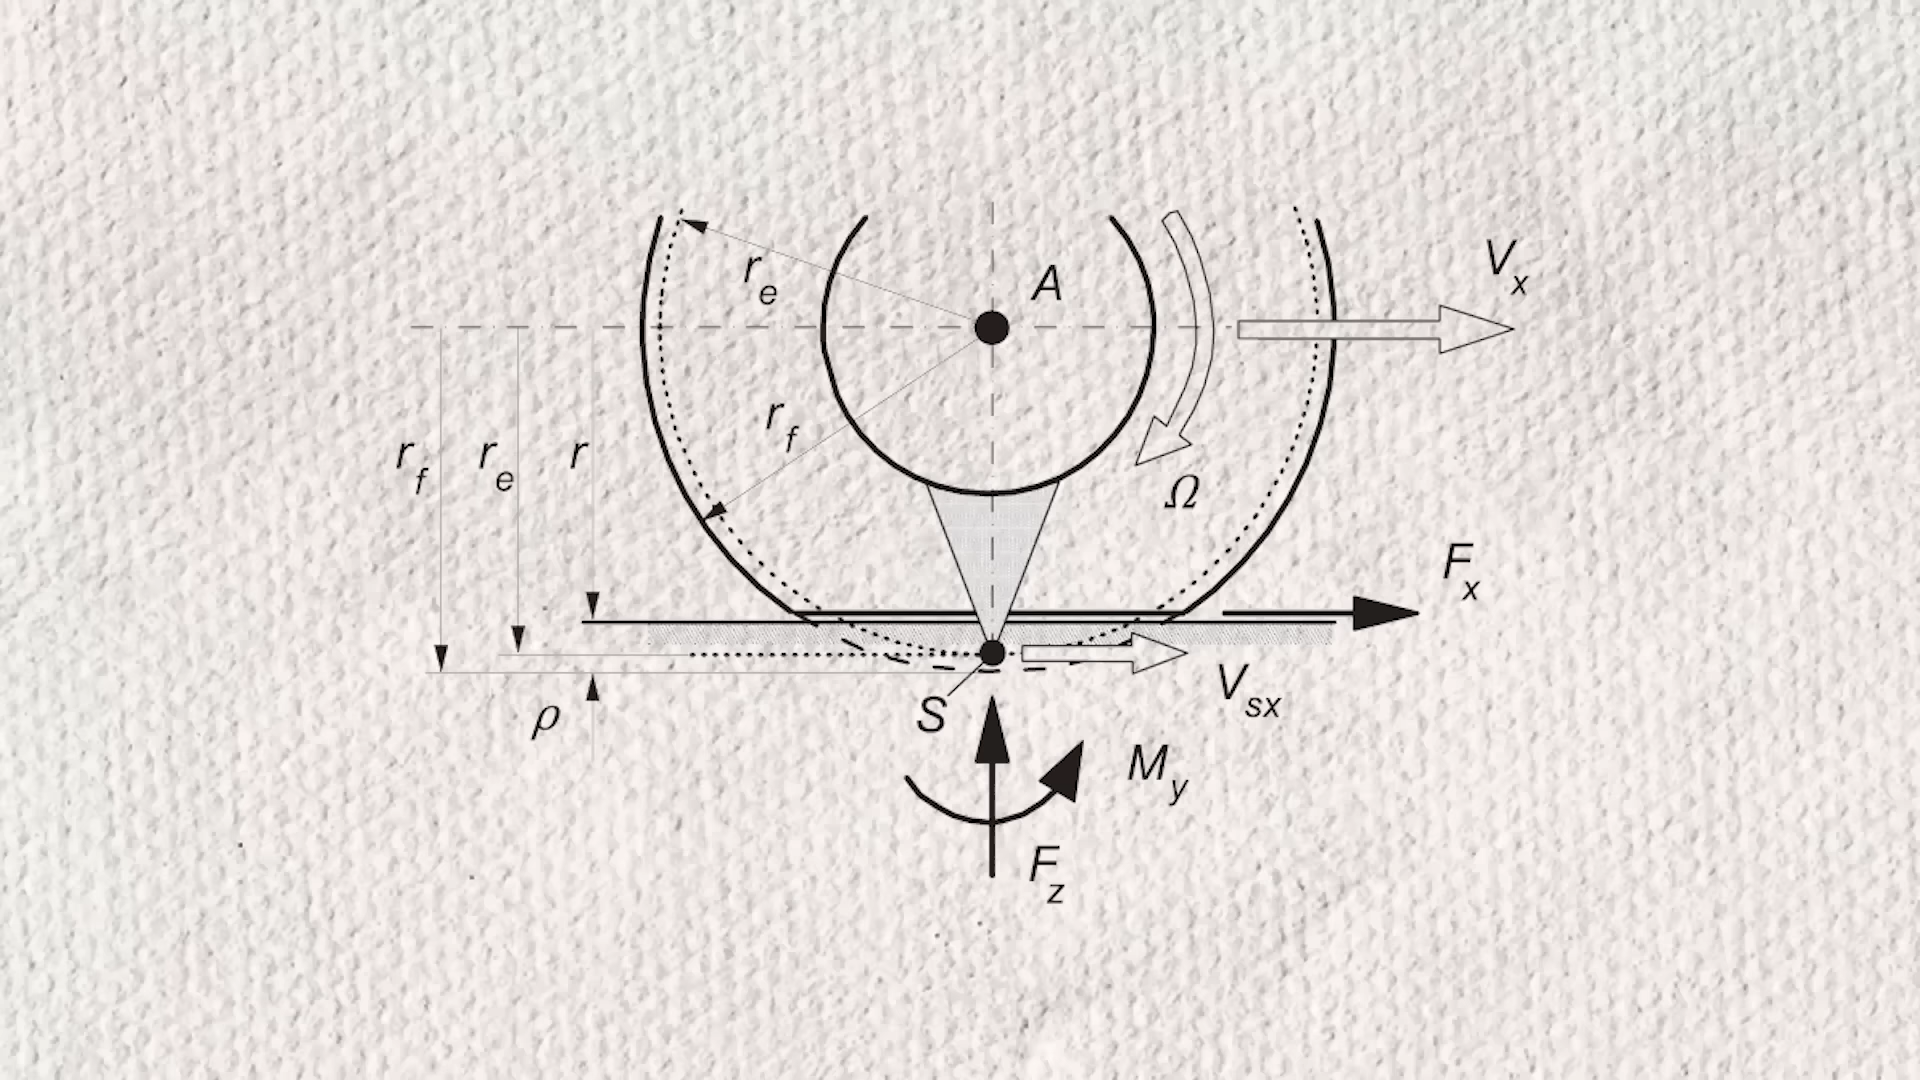 A
V_x
r_e
r_f
r_f
r_e
r
Ω
F_x
V_sx
S
ρ
M_y
F_z